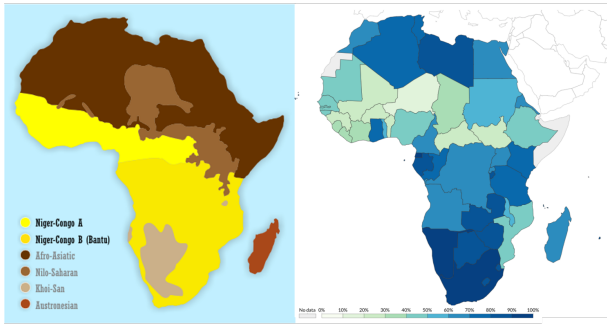 Niger-Congo A
Niger-Congo B (Bantu)
Afro-Asiatic
Nilo-Saharan
Khoi-San
Austronesian
No data 0% 10% 20% 30% 40% 50% 60% 70% 80% 90% 100%